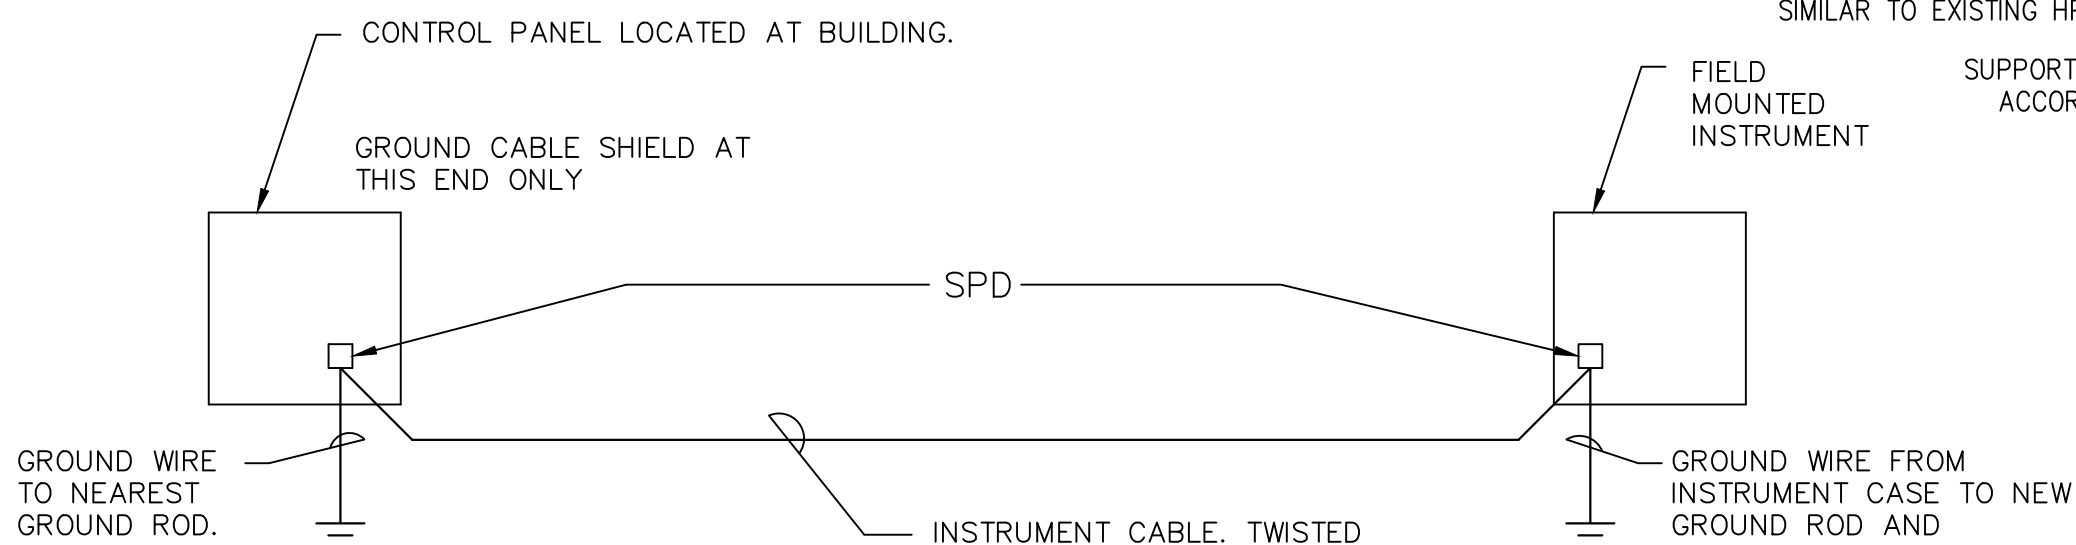 CONTROL PANEL LOCATED AT BUILDING.
GROUND CABLE SHIELD AT
THIS END ONLY
SIMILAR TO EXISTING
FIELD
MOUNTED
INSTRUMENT
SUPPORT
SPD
GROUND WIRE
TO NEAREST
GROUND ROD.
INSTRUMENT CABLE. TWISTED
GROUND WIRE FROM
INSTRUMENT CASE TO NEW
GROUND ROD AND